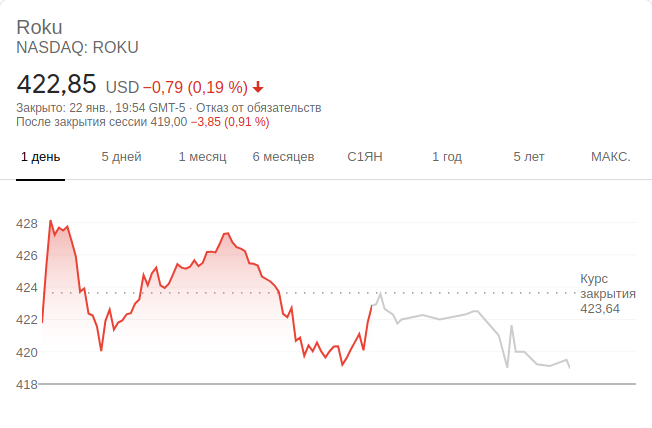 Roku
NASDAQ: ROKU
422,85 USD −0,79 (0,19 %)
Закрыто: 22 янв., 19:54 GMT-5 · Отказ от обязательств
После закрытия сессии 419,00 −3,85 (0,91 %)
1 день 5 дней 1 месяц 6 месяцев С1ЯН 1 год 5 лет МАКС.
428
426
424
422
420
418
Курс
закрытия
423,64